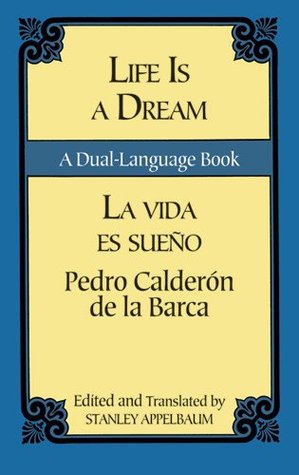 LIFE IS
A DREAM
A Dual-Language Book
LA VIDA
ES SUEÑO
Pedro Calderón
de la Barca
Edited and Translated by
STANLEY APPELBAUM